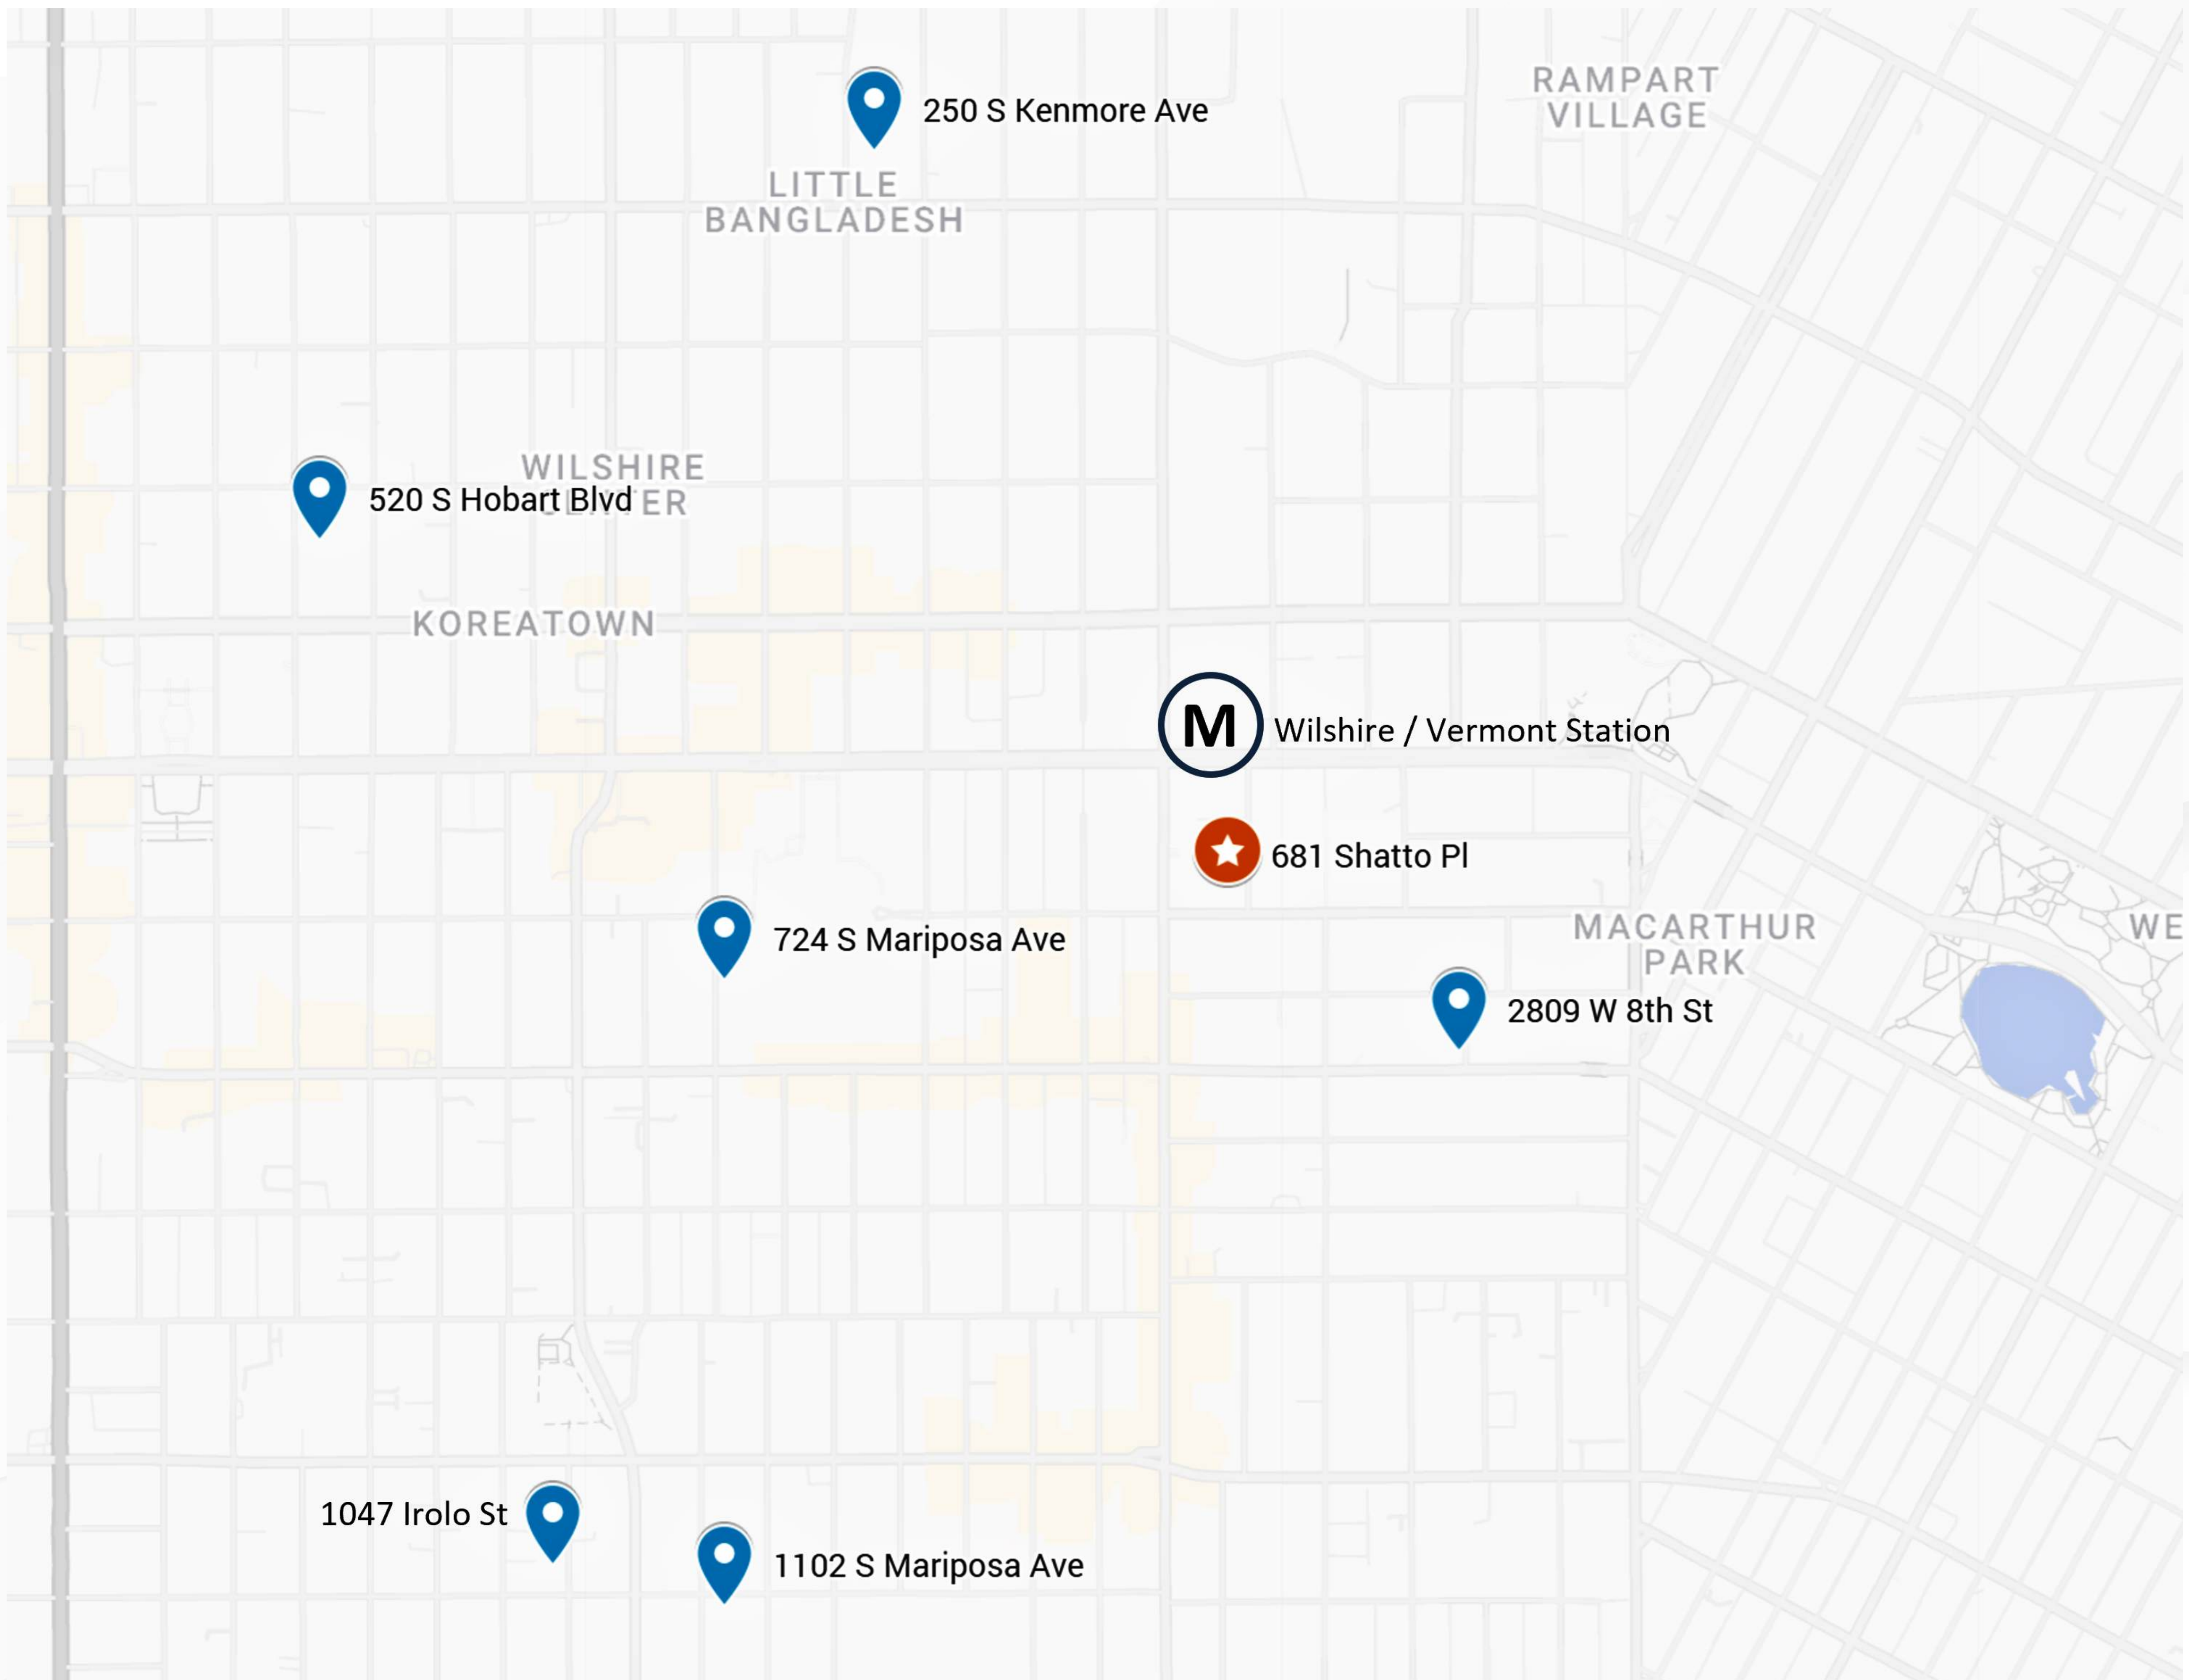 RAMPART
VILLAGE
250 S Kenmore Ave
LITTLE
BANGLADESH
WILSHIRE
520 S Hobart Blvd
KOREATOWN
M
Wilshire / Vermont Station
681 Shatto Pl
724 S Mariposa Ave
MACARTHUR
PARK
WE
2809 W 8th St
1047 Irolo St
1102 S Mariposa Ave